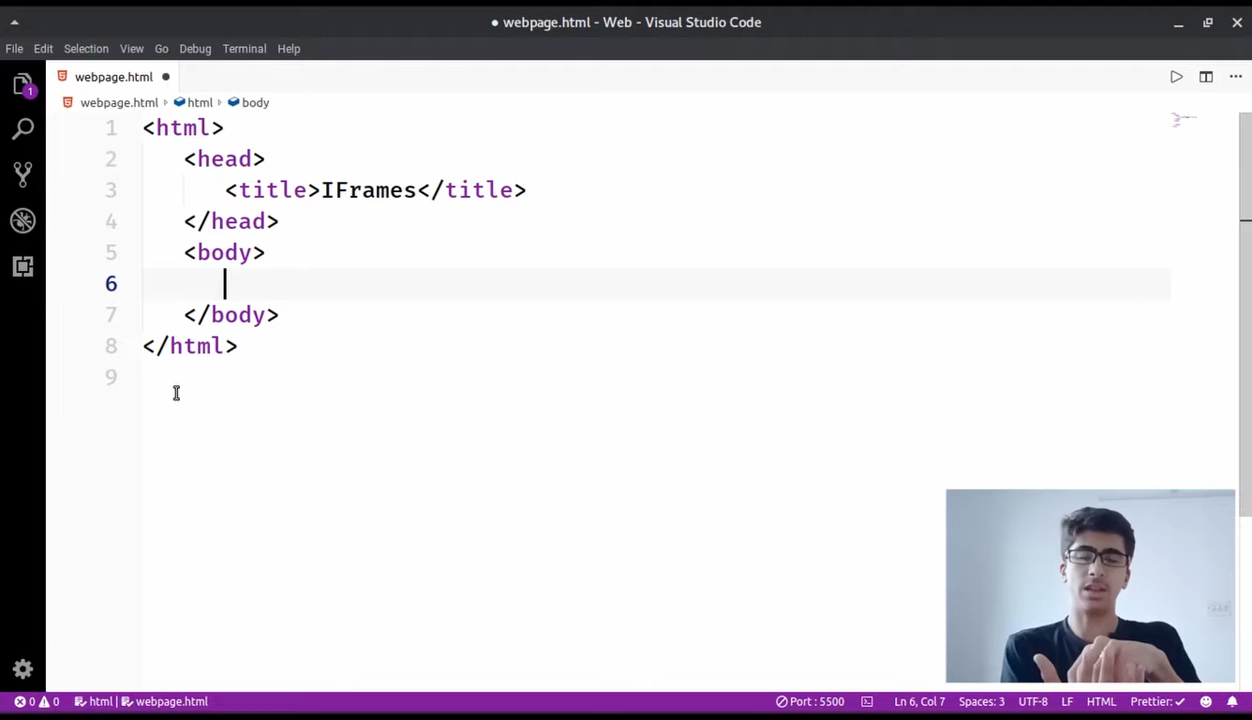 ● webpage.html - Web - Visual Studio Code
File Edit Selection View Go Debug Terminal Help
webpage.html ●
webpage.html html body
1 <html>
2 <head>
3 <title>IFrames</title>
4 </head>
5 <body>
6
7 </body>
8 </html>
9
1
0 0 html | webpage.html Port : 5500 Ln 6, Col 7 Spaces: 3 UTF-8 LF HTML Prettier: ✓